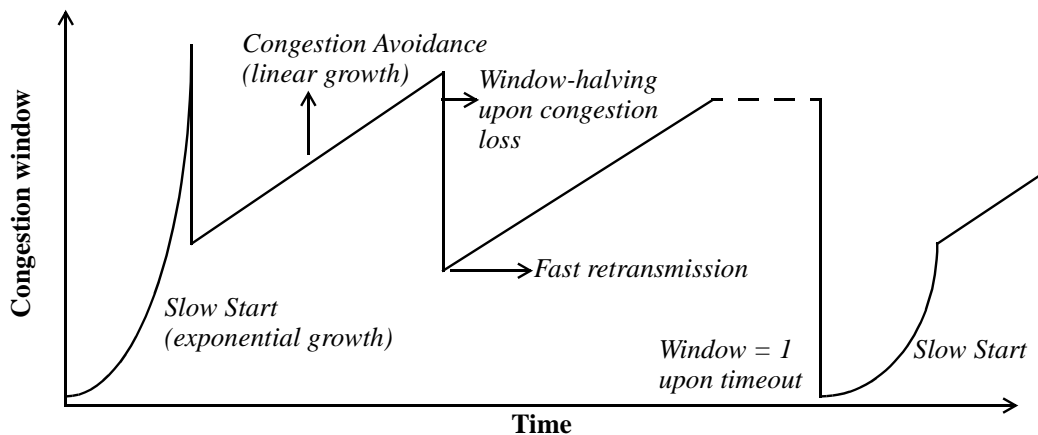 Congestion Avoidance
(linear growth)
Window-halving
upon congestion
loss
Congestion window
Fast retransmission
Slow Start
(exponential growth)
Window = 1
upon timeout
Slow Start
Time